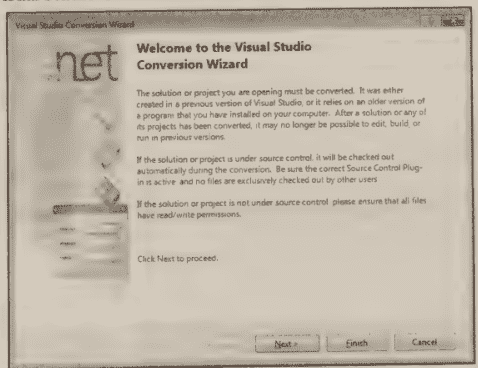 Visual Studio Conversion Wizard
net
Welcome to the Visual Studio
Conversion Wizard
The solution or project you are opening must be converted. It was either
created in a previous version of Visual Studio, or it relies on an older version of
a program that you have installed on your computer. After a solution or any of
its projects has been converted, it may no longer be possible to edit, build, or
run in previous versions.
If the solution or project is under source control, it will be checked out
automatically during the conversion. Be sure the correct Source Control Plug-
in is active and no files are exclusively checked out by other users
If the solution or project is not under source control please ensure that all files
have read/write permissions.
Click Next to proceed.
Next >
Finish
Cancel